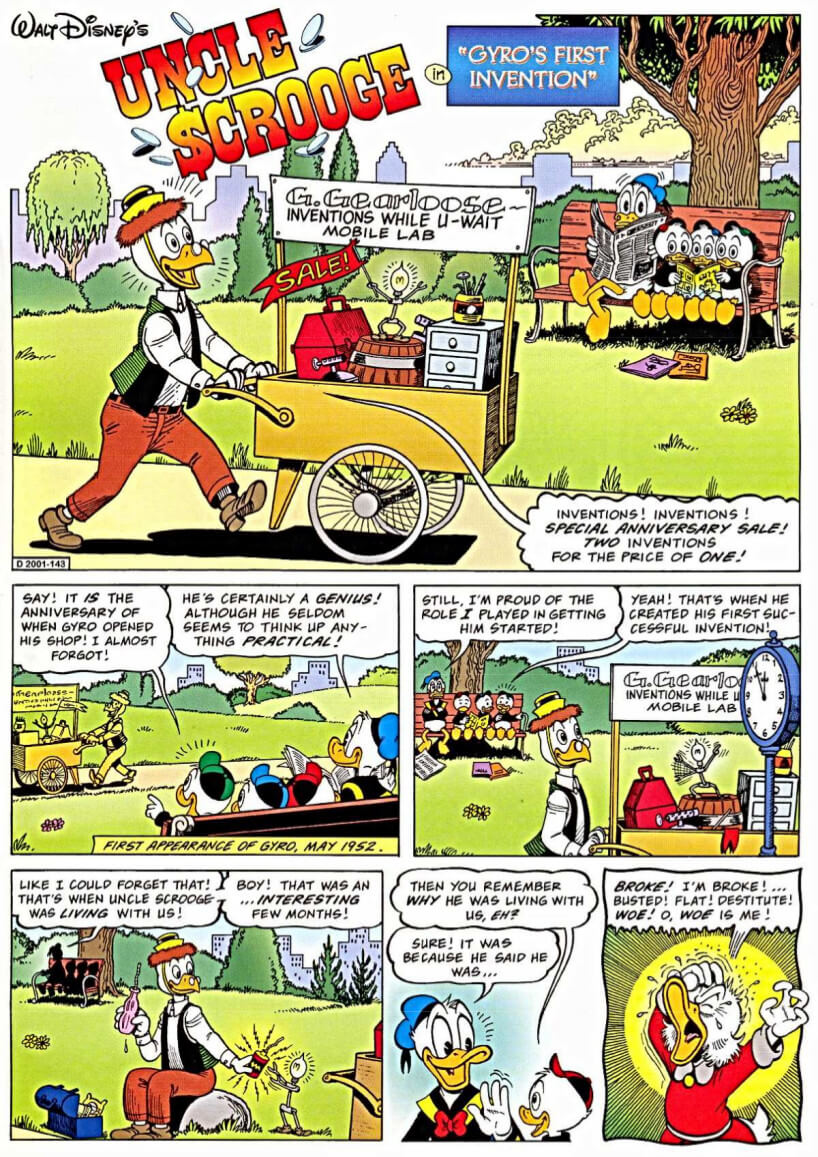 WALT DISNEY'S
UNCLE
$CROOGE
in
"GYRO'S FIRST
INVENTION"
G. Gearloose~
INVENTIONS WHILE U-WAIT
MOBILE LAB
SALE!
INVENTIONS! INVENTIONS!
SPECIAL ANNIVERSARY SALE!
TWO INVENTIONS
FOR THE PRICE OF ONE!
D 2001-143
SAY! IT IS THE
ANNIVERSARY OF
WHEN GYRO OPENED
HIS SHOP! I ALMOST
FORGOT!
HE'S CERTAINLY A GENIUS!
ALTHOUGH HE SELDOM
SEEMS TO THINK UP ANY-
THING PRACTICAL!
FIRST APPEARANCE OF GYRO, MAY 1952.
STILL, I'M PROUD OF THE
ROLE I PLAYED IN GETTING
HIM STARTED!
YEAH! THAT'S WHEN HE
CREATED HIS FIRST SUC-
CESSFUL INVENTION!
G. Gearloo
INVENTIONS WHILE U
MOBILE LAB
LIKE I COULD FORGET THAT!
THAT'S WHEN UNCLE SCROOGE
WAS LIVING WITH US!
BOY! THAT WAS AN
...INTERESTING
FEW MONTHS!
THEN YOU REMEMBER
WHY HE WAS LIVING WITH
US, EH?
SURE! IT WAS
BECAUSE HE SAID HE
WAS...
BROKE! I'M BROKE!...
BUSTED! FLAT! DESTITUTE!
WOE! O, WOE IS ME!